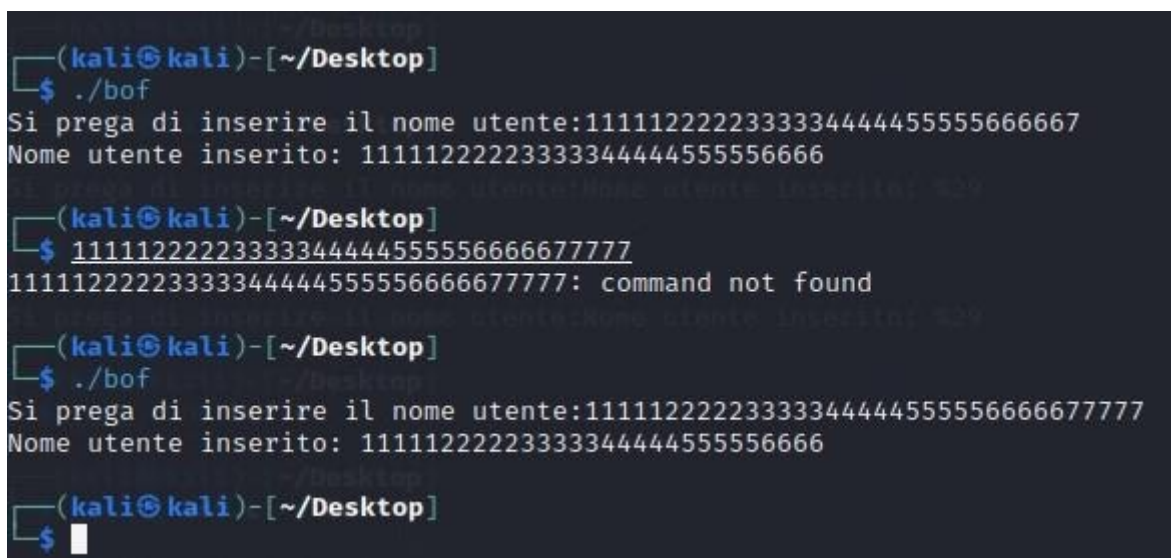 (kali㉿kali)-[~/Desktop]
$ ./bof
Si prega di inserire il nome utente:1111122222333334444455555666667
Nome utente inserito: 11111222223333344444555556666
(kali㉿kali)-[~/Desktop]
$ 11111222223333344444555556666677777
11111222223333344444555556666677777: command not found
(kali㉿kali)-[~/Desktop]
$ ./bof
Si prega di inserire il nome utente:11111222223333344444555556666677777
Nome utente inserito: 11111222223333344444555556666
(kali㉿kali)-[~/Desktop]
$